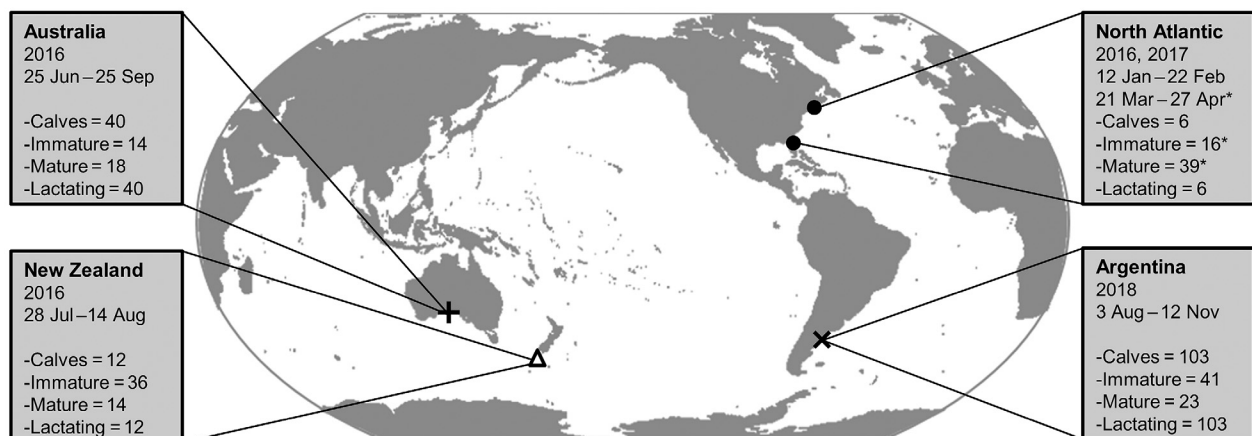 Australia
2016
25 Jun – 25 Sep
-Calves = 40
-Immature = 14
-Mature = 18
-Lactating = 40
New Zealand
2016
28 Jul – 14 Aug
-Calves = 12
-Immature = 36
-Mature = 14
-Lactating = 12
North Atlantic
2016, 2017
12 Jan – 22 Feb
21 Mar – 27 Apr*
-Calves = 6
-Immature = 16*
-Mature = 39*
-Lactating = 6
Argentina
2018
3 Aug – 12 Nov
-Calves = 103
-Immature = 41
-Mature = 23
-Lactating = 103